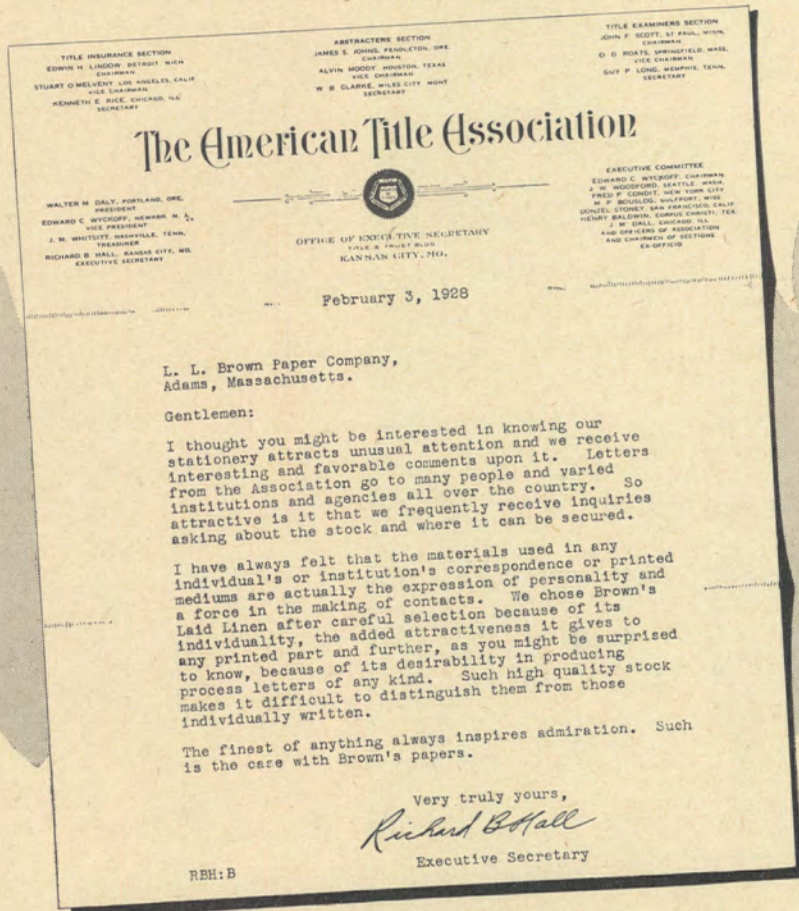 TITLE INSURANCE SECTION
EDWIN H. LINDOW DETROIT MICH
CHAIRMAN
STUART O'MELVENY LOS ANGELES, CALIF
VICE CHAIRMAN
KENNETH E. RICE, CHICAGO, ILL
SECRETARY
ABSTRACTERS SECTION
JAMES S. JOHNS, PENDLETON, ORE
CHAIRMAN
ALVIN MOODY HOUSTON, TEXAS
VICE CHAIRMAN
W B CLARKE, MILES CITY MONT
SECRETARY
TITLE EXAMINERS SECTION
JOHN F SCOTT, ST PAUL, MINN.
CHAIRMAN
O D ROATS, SPRINGFIELD, MASS,
VICE CHAIRMAN
GUY P LONG, MEMPHIS, TENN.
SECRETARY
The American Title Association
WALTER M DALY, PORTLAND, ORE,
PRESIDENT
EDWARD C WYCKOFF, NEWARK N. J.,
VICE PRESIDENT
J. M. WHITSITT, NASHVILLE, TENN,
TREASURER
RICHARD B HALL, KANSAS CITY, MO,
EXECUTIVE SECRETARY
OFFICE OF EXECUTIVE SECRETARY
TITLE & TRUST BLDG
KANSAS CITY, MO,
EXECUTIVE COMMITTEE
EDWARD C WYCKOFF, CHAIRMAN
J. W WOODFORD, SEATTLE, WASH,
FRED P CONDIT, NEW YORK CITY
M P BOUSLOG, GULFPORT, MISS
DONZEL STONEY, SAN FRANCISCO, CALIF
HENRY BALDWIN, CORPUS CHRISTI, TEX
J M DALL, CHICAGO, ILL
AND OFFICERS OF ASSOCIATION
AND CHAIRMEN OF SECTIONS
EX-OFFICIO
February 3, 1928
L. L. Brown Paper Company,
Adams, Massachusetts.
Gentlemen:
I thought you might be interested in knowing our
stationery attracts unusual attention and we receive
interesting and favorable comments upon it. Letters
from the Association go to many people and varied
institutions and agencies all over the country. So
attractive is it that we frequently receive inquiries
asking about the stock and where it can be secured.
I have always felt that the materials used in any
individual's or institution's correspondence or printed
mediums are actually the expression of personality and
a force in the making of contacts. We chose Brown's
Laid Linen after careful selection because of its
individuality, the added attractiveness it gives to
any printed part and further, as you might be surprised
to know, because of its desirability in producing
process letters of any kind. Such high quality stock
makes it difficult to distinguish them from those
individually written.
The finest of anything always inspires admiration. Such
is the case with Brown's papers.
Very truly yours,
Richard B Hall
Executive Secretary
RBH:B